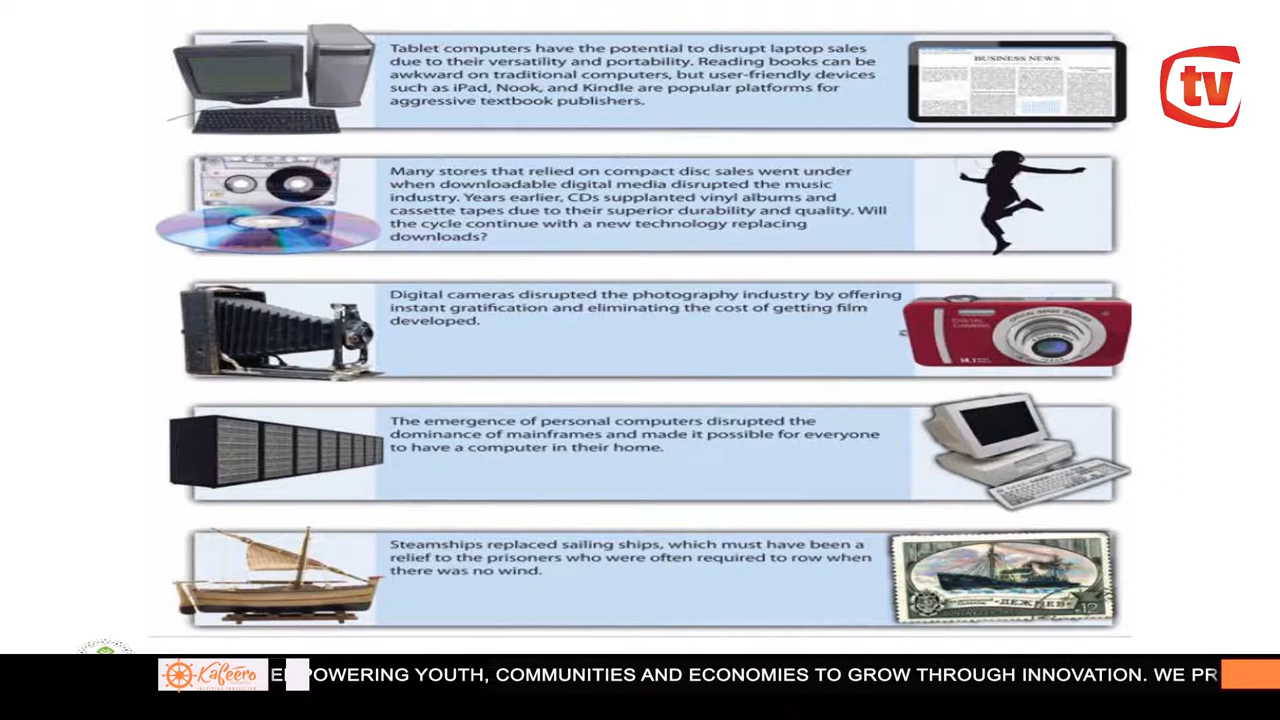 Tablet computers have the potential to disrupt laptop sales
due to their versatility and portability. Reading books can be
awkward on traditional computers, but user-friendly devices
such as iPad, Nook, and Kindle are popular platforms for
aggressive textbook publishers.
BUSINESS NEWS
tv
Many stores that relied on compact disc sales went under
when downloadable digital media disrupted the music
industry. Years earlier, CDs supplanted vinyl albums and
cassette tapes due to their superior durability and quality. Will
the cycle continue with a new technology replacing
downloads?
Digital cameras disrupted the photography industry by offering
instant gratification and eliminating the cost of getting film
developed.
DIGITAL
CAMERA
14.1
The emergence of personal computers disrupted the
dominance of mainframes and made it possible for everyone
to have a computer in their home.
Steamships replaced sailing ships, which must have been a
relief to the prisoners who were often required to row when
there was no wind.
«ДЕЖНЕВ»
12
Kafeero
POWERING YOUTH, COMMUNITIES AND ECONOMIES TO GROW THROUGH INNOVATION. WE PR